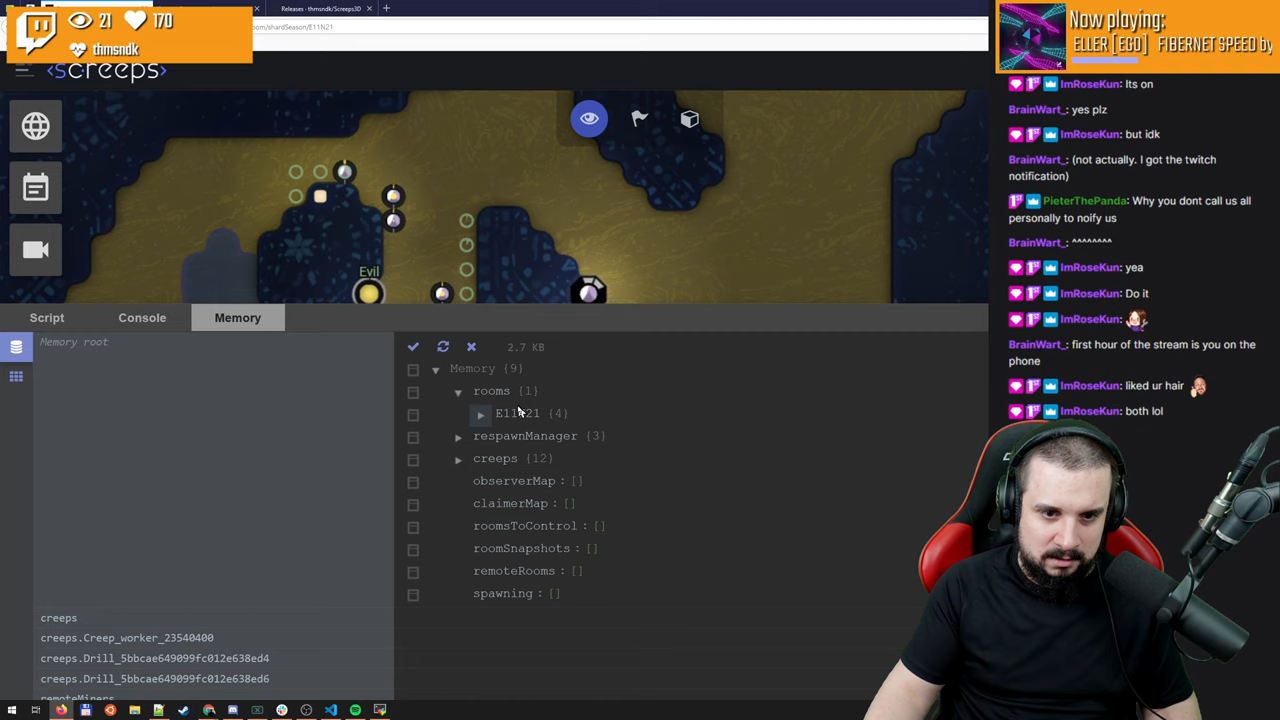 21
170
thmsndk
Releases · thmsndk/Screeps3D
+
oom/shardSeason/E11N21
<screeps>
Evil
Script
Console
Memory
Memory root
2.7 KB
Memory {9}
rooms {1}
E11N21 {4}
respawnManager {3}
creeps {12}
observerMap : []
claimerMap : []
roomsToControl : []
roomSnapshots : []
remoteRooms : []
spawning : []
creeps
creeps.Creep_worker_23540400
creeps.Drill_5bbcae649099fc012e638ed4
creeps.Drill_5bbcae649099fc012e638ed6
remoteMiners
Now playing:
ELLER [EGO] FIBERNET SPEED by
ImRoseKun: Its on
BrainWart_: yes plz
ImRoseKun: but idk
BrainWart_: (not actually. I got the twitch
notification)
PieterThePanda: Why you dont call us all
personally to noify us
BrainWart_: ^^^^^^^^
ImRoseKun: yea
ImRoseKun: Do it
ImRoseKun:
BrainWart_: first hour of the stream is you on the
phone
ImRoseKun: liked ur hair
ImRoseKun: both lol